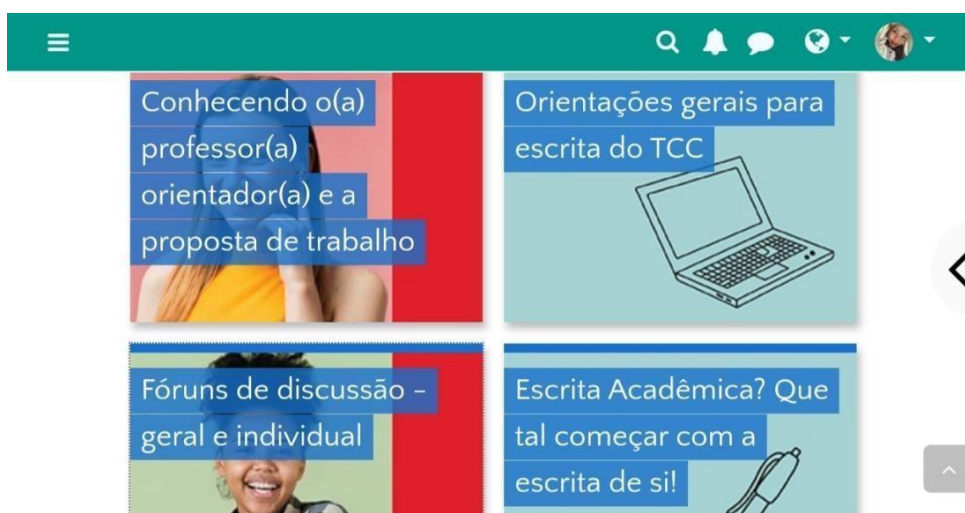 Conhecendo o(a)
professor(a)
orientador(a) e a
proposta de trabalho
Orientações gerais para
escrita do TCC
Fóruns de discussão –
geral e individual
Escrita Acadêmica? Que
tal começar com a
escrita de si!